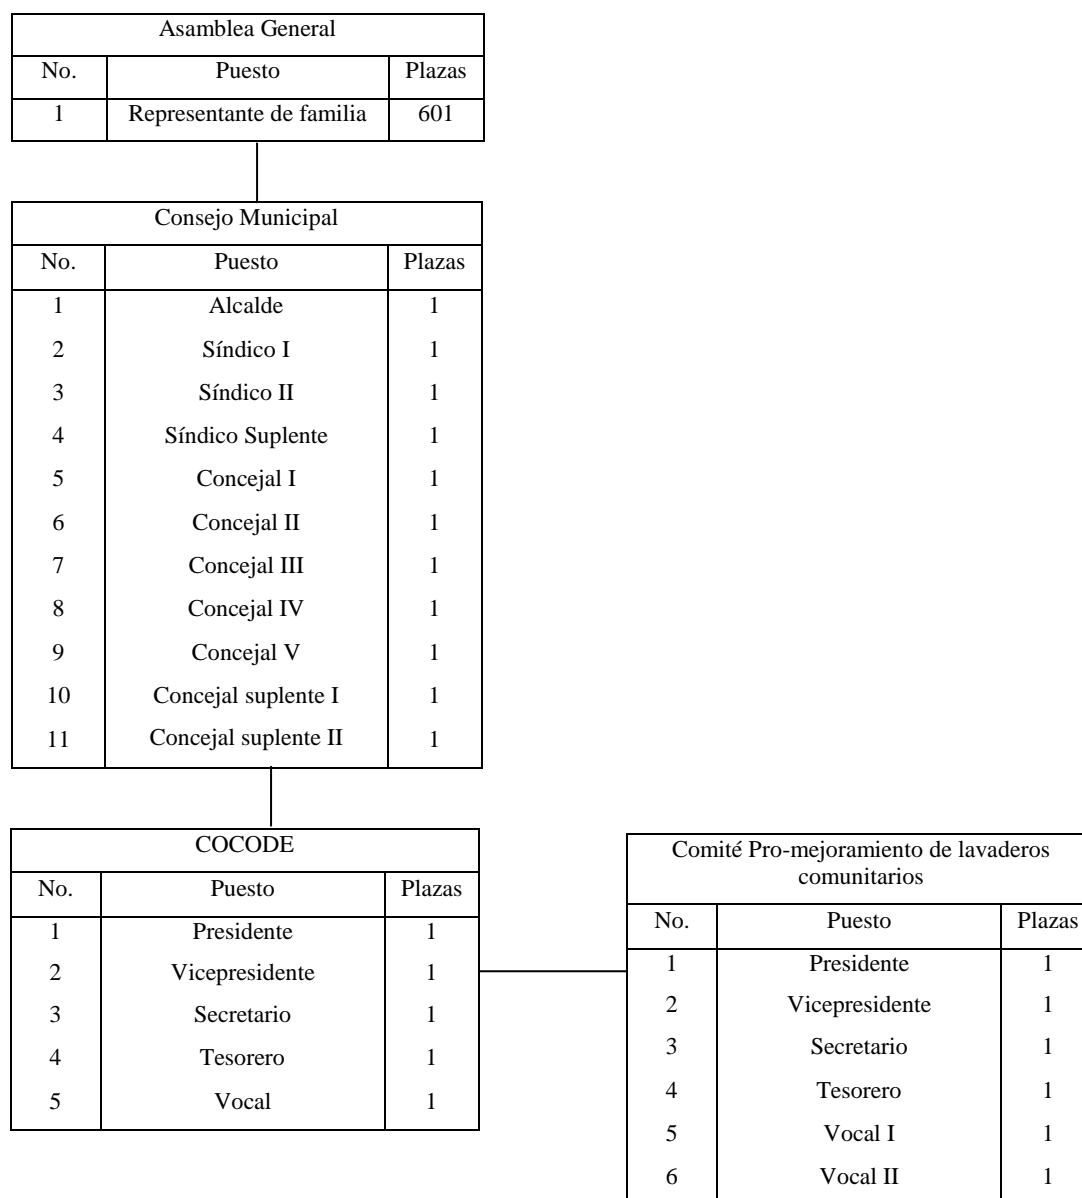 Asamblea General
No. Puesto Plazas
1 Representante de familia 601
Consejo Municipal
No. Puesto Plazas
1 Alcalde 1
2 Síndico I 1
3 Síndico II 1
4 Síndico Suplente 1
5 Concejal I 1
6 Concejal II 1
7 Concejal III 1
8 Concejal IV 1
9 Concejal V 1
10 Concejal suplente I 1
11 Concejal suplente II 1
COCODE
No. Puesto Plazas
1 Presidente 1
2 Vicepresidente 1
3 Secretario 1
4 Tesorero 1
5 Vocal 1
Comité Pro-mejoramiento de lavaderos
comunitarios
No. Puesto Plazas
1 Presidente 1
2 Vicepresidente 1
3 Secretario 1
4 Tesorero 1
5 Vocal I 1
6 Vocal II 1